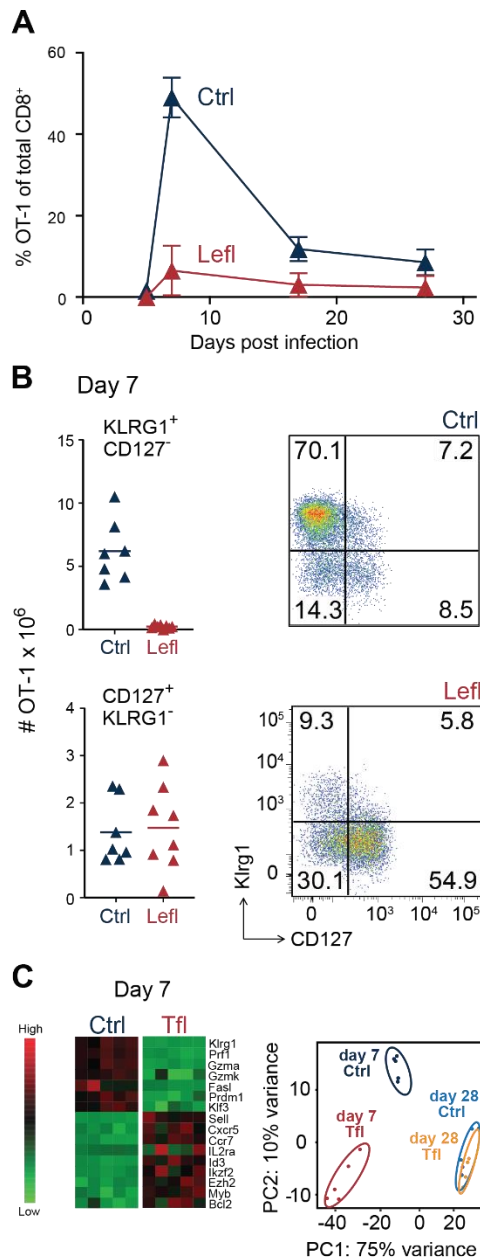 A
60
40
20
0
% OT-1 of total CD8+
Ctrl
Lefl
0 10 20 30
Days post infection
B
Day 7
KLRG1+
CD127-
15
10
5
0
Ctrl Lefl
# OT-1 x 10^6
CD127+
KLRG1-
4
3
2
1
0
Ctrl Lefl
Ctrl
70.1 7.2
14.3 8.5
Lefl
9.3 5.8
30.1 54.9
10^5
10^4
10^3
0
Klrg1
0 10^3 10^4 10^5
CD127
C
Day 7
High
Low
Ctrl Tfl
Klrg1
Prf1
Gzma
Gzmk
Fasl
Prdm1
Klf3
Sell
Cxcr5
Ccr7
IL2ra
Id3
Ikzf2
Ezh2
Myb
Bcl2
day 7
Ctrl
day 28
Ctrl
day 7
Tfl
day 28
Tfl
10
0
-10
PC2: 10% variance
-40 -20 0 20
PC1: 75% variance